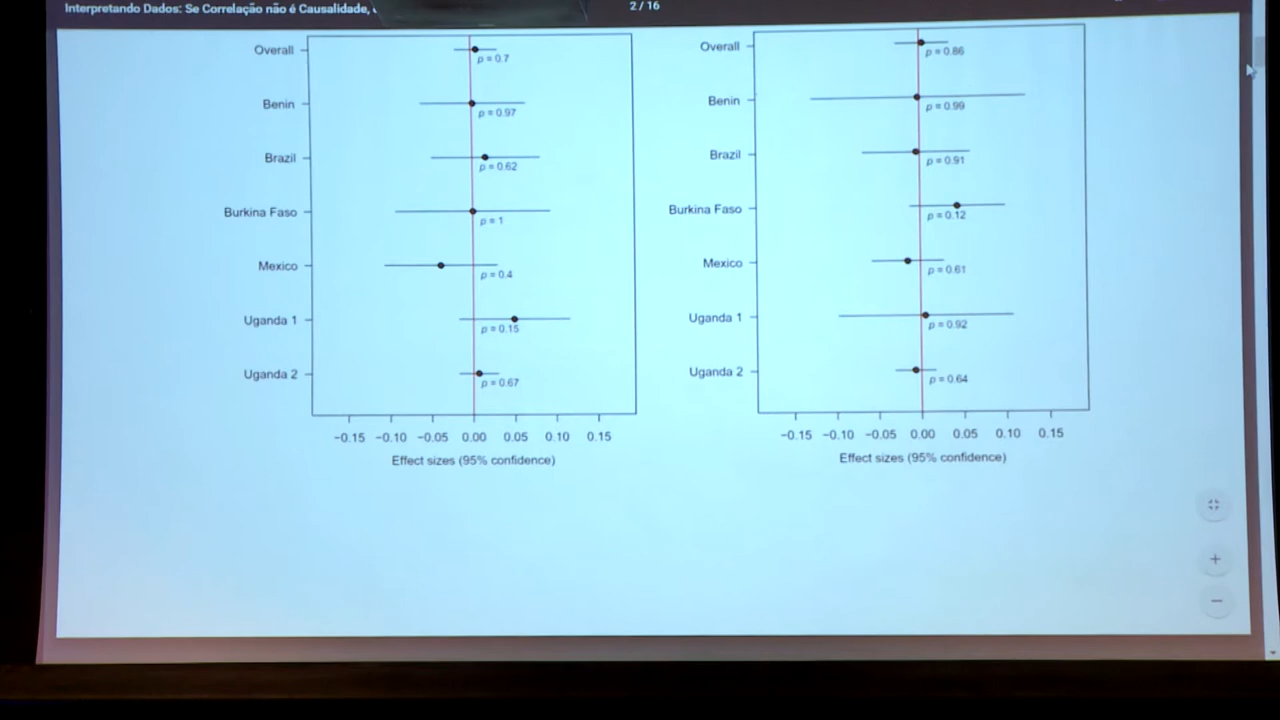 Interpretando Dados: Se Correlação não é Causalidade,
2 / 16
Overall
p = 0.7
Benin
p = 0.97
Brazil
p = 0.62
Burkina Faso
p = 1
Mexico
p = 0.4
Uganda 1
p = 0.15
Uganda 2
p = 0.67
−0.15 −0.10 −0.05 0.00 0.05 0.10 0.15
Effect sizes (95% confidence)
Overall
p = 0.86
Benin
p = 0.99
Brazil
p = 0.91
Burkina Faso
p = 0.12
Mexico
p = 0.61
Uganda 1
p = 0.92
Uganda 2
p = 0.64
−0.15 −0.10 −0.05 0.00 0.05 0.10 0.15
Effect sizes (95% confidence)